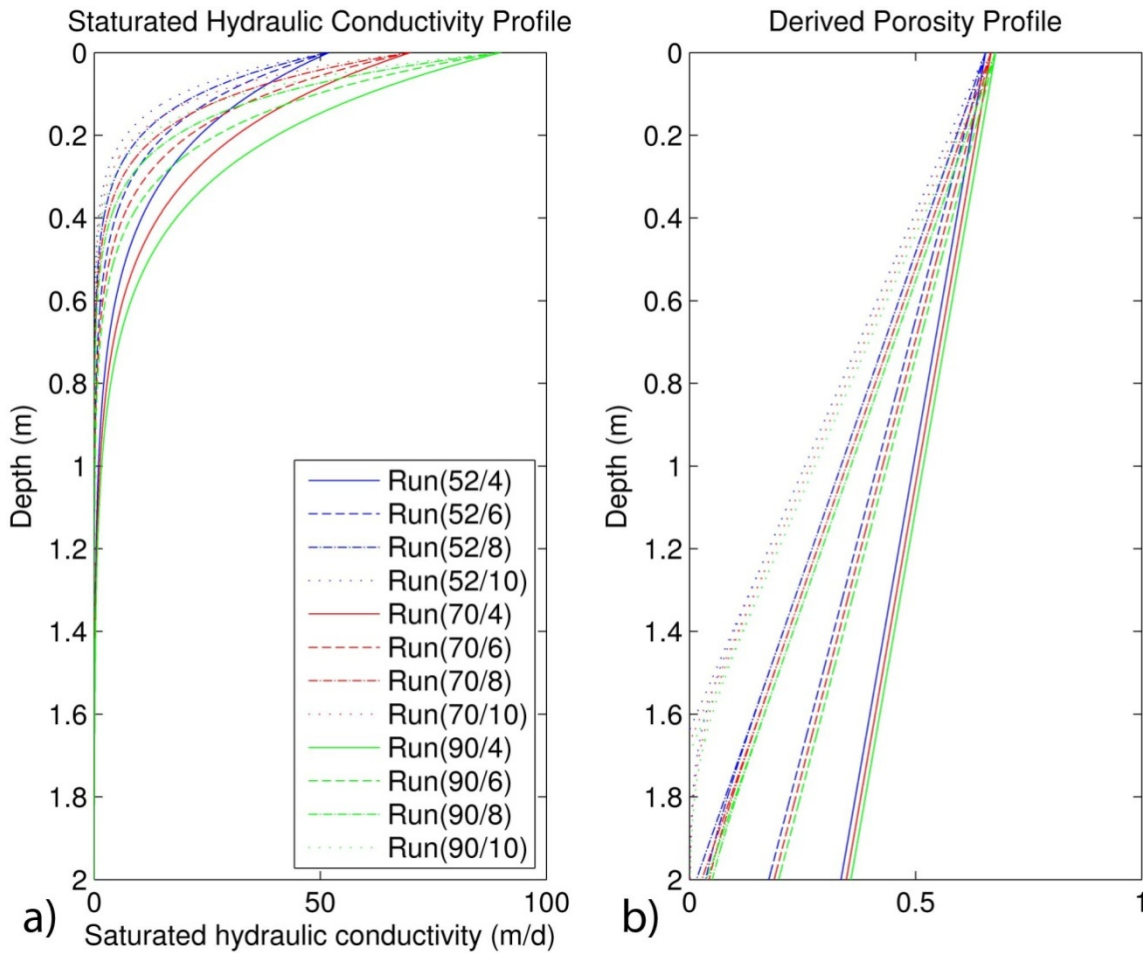 Staturated Hydraulic Conductivity Profile
0
0.2
0.4
0.6
0.8
1
1.2
1.4
1.6
1.8
2
Depth (m)
Run(52/4)
Run(52/6)
Run(52/8)
Run(52/10)
Run(70/4)
Run(70/6)
Run(70/8)
Run(70/10)
Run(90/4)
Run(90/6)
Run(90/8)
Run(90/10)
0 50 100
a)
Saturated hydraulic conductivity (m/d)
Derived Porosity Profile
0
0.2
0.4
0.6
0.8
1
1.2
1.4
1.6
1.8
2
Depth (m)
0 0.5 1
b)